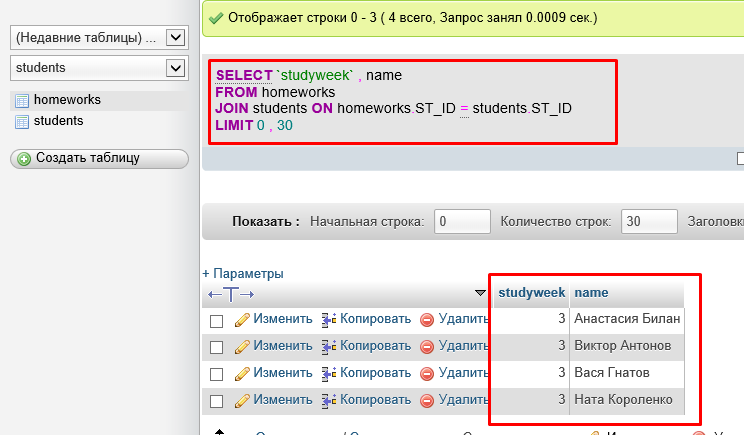 Отображает строки 0 - 3 ( 4 всего, Запрос занял 0.0009 сек.)
(Недавние таблицы) ...
students
homeworks
students
Создать таблицу
SELECT `studyweek` , name
FROM homeworks
JOIN students ON homeworks.ST_ID = students.ST_ID
LIMIT 0 , 30
Показать : Начальная строка: 0 Количество строк: 30 Заголовки
+ Параметры
←T→ studyweek name
Изменить Копировать Удалить 3 Анастасия Билан
Изменить Копировать Удалить 3 Виктор Антонов
Изменить Копировать Удалить 3 Вася Гнатов
Изменить Копировать Удалить 3 Ната Короленко